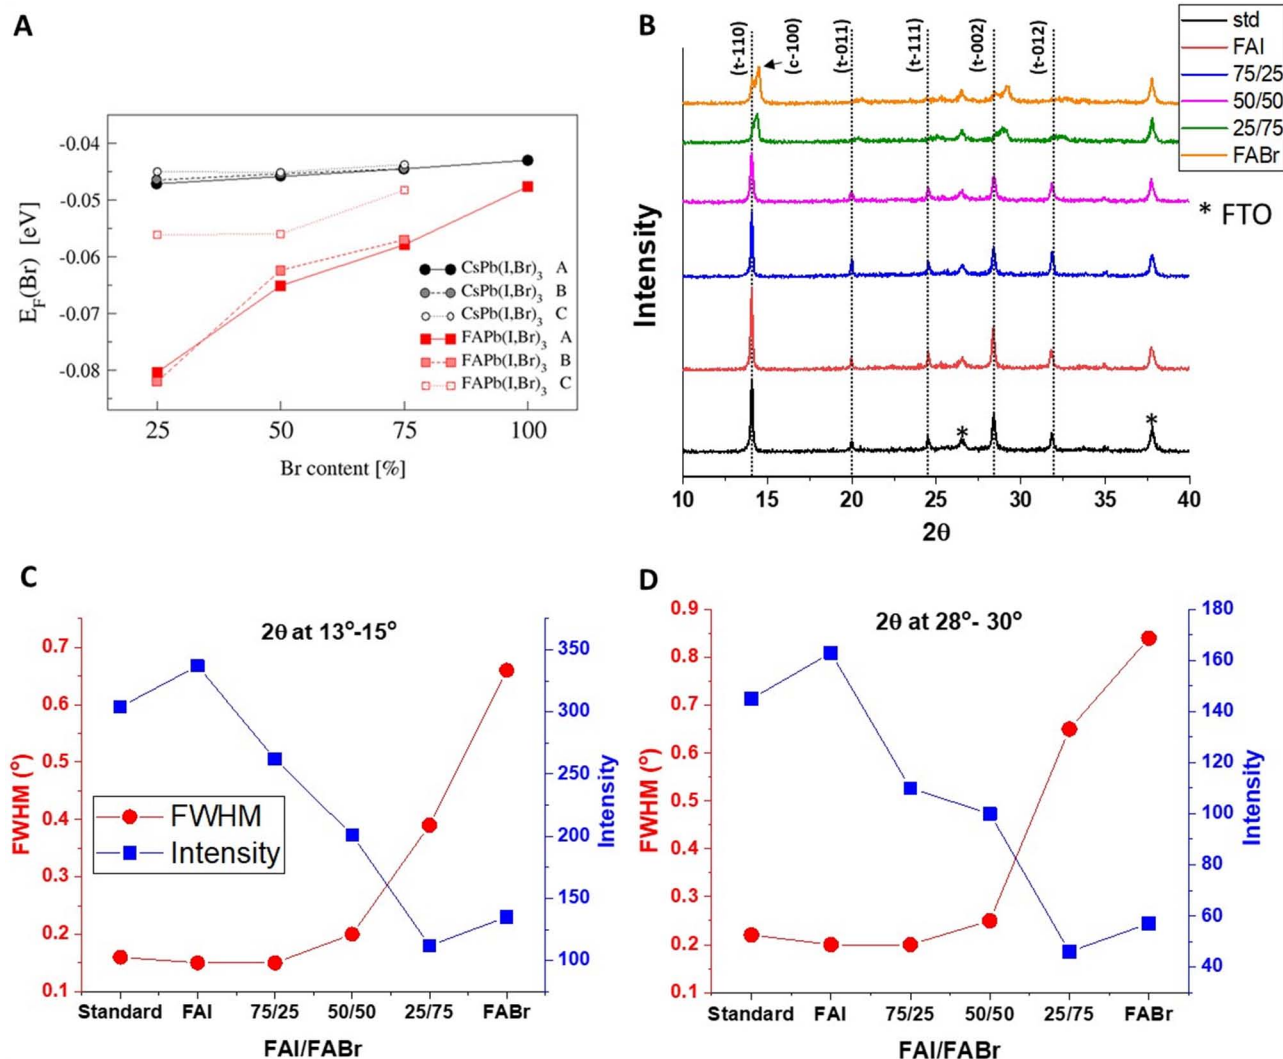 A
E_F(Br) [eV]
-0.04
-0.05
-0.06
-0.07
-0.08
CsPb(I,Br)₃ A
CsPb(I,Br)₃ B
CsPb(I,Br)₃ C
FAPb(I,Br)₃ A
FAPb(I,Br)₃ B
FAPb(I,Br)₃ C
25 50 75 100
Br content [%]
B
(t-110)
(c-100)
(t-011)
(t-111)
(t-002)
(t-012)
std
FAI
75/25
50/50
25/75
FABr
* FTO
Intensity
* *
10 15 20 25 30 35 40
2θ
C
2θ at 13°-15°
FWHM (°)
0.7
0.6
0.5
0.4
0.3
0.2
0.1
FWHM
Intensity
350
300
250
200
150
100
Intensity
Standard FAI 75/25 50/50 25/75 FABr
FAI/FABr
D
2θ at 28°- 30°
FWHM (°)
0.9
0.8
0.7
0.6
0.5
0.4
0.3
0.2
0.1
180
160
140
120
100
80
60
40
Intensity
Standard FAI 75/25 50/50 25/75 FABr
FAI/FABr